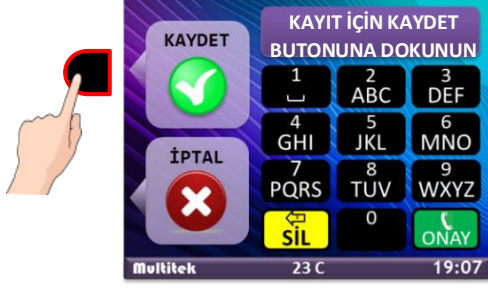 KAYDET
KAYIT İÇİN KAYDET
BUTONUNA DOKUNUN
1 2 3
ABC DEF
4 5 6
GHI JKL MNO
İPTAL
7 8 9
PQRS TUV WXYZ
0
SİL ONAY
Multitek 23 C 19:07